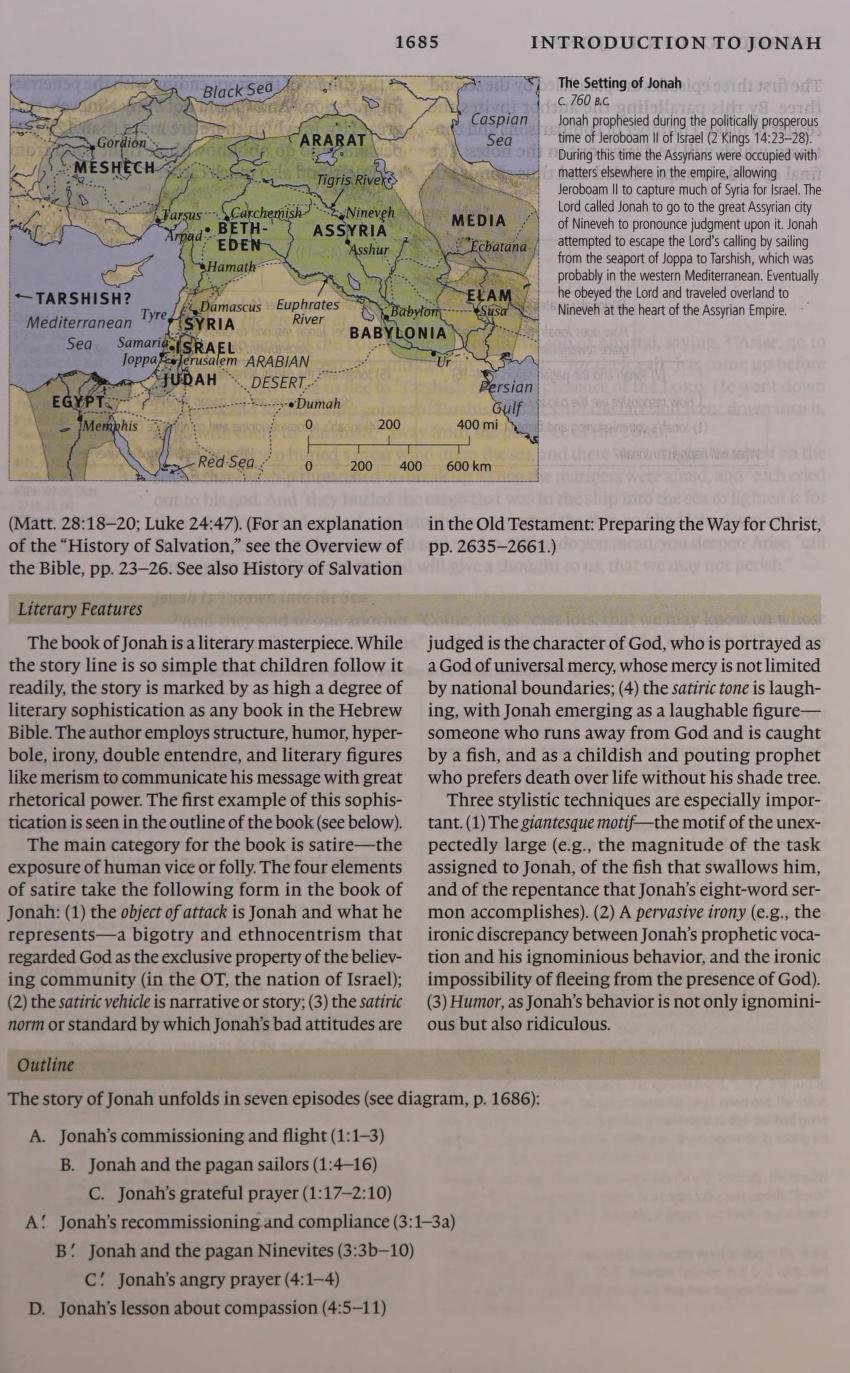 1685
INTRODUCTION TO JONAH
Black Sea
Caspian
Sea
Gordion
MESHECH
ARARAT
Tigris River
Tarsus
Carchemish
Nineveh
MEDIA
Arpad
BETH-
EDEN
ASSYRIA
Asshur
Ecbatana
Hamath
←TARSHISH?
Mediterranean
Sea
Tyre
Damascus
SYRIA
Euphrates
River
Babylon
ELAM
Susa
BABYLONIA
Samaria
ISRAEL
Joppa
Jerusalem
ARABIAN
DESERT
Ur
JUDAH
Persian
Gulf
EGYPT
Dumah
Memphis
Red Sea
0 200 400 mi
0 200 400 600 km
The Setting of Jonah
c. 760 B.C.
Jonah prophesied during the politically prosperous
time of Jeroboam II of Israel (2 Kings 14:23–28).
During this time the Assyrians were occupied with
matters elsewhere in the empire, allowing
Jeroboam II to capture much of Syria for Israel. The
Lord called Jonah to go to the great Assyrian city
of Nineveh to pronounce judgment upon it. Jonah
attempted to escape the Lord's calling by sailing
from the seaport of Joppa to Tarshish, which was
probably in the western Mediterranean. Eventually
he obeyed the Lord and traveled overland to
Nineveh at the heart of the Assyrian Empire.
(Matt. 28:18–20; Luke 24:47). (For an explanation
of the “History of Salvation,” see the Overview of
the Bible, pp. 23–26. See also History of Salvation
in the Old Testament: Preparing the Way for Christ,
pp. 2635–2661.)
Literary Features
The book of Jonah is a literary masterpiece. While
the story line is so simple that children follow it
readily, the story is marked by as high a degree of
literary sophistication as any book in the Hebrew
Bible. The author employs structure, humor, hyper-
bole, irony, double entendre, and literary figures
like merism to communicate his message with great
rhetorical power. The first example of this sophis-
tication is seen in the outline of the book (see below).
The main category for the book is satire—the
exposure of human vice or folly. The four elements
of satire take the following form in the book of
Jonah: (1) the object of attack is Jonah and what he
represents—a bigotry and ethnocentrism that
regarded God as the exclusive property of the believ-
ing community (in the OT, the nation of Israel);
(2) the satiric vehicle is narrative or story; (3) the satiric
norm or standard by which Jonah's bad attitudes are
judged is the character of God, who is portrayed as
a God of universal mercy, whose mercy is not limited
by national boundaries; (4) the satiric tone is laugh-
ing, with Jonah emerging as a laughable figure—
someone who runs away from God and is caught
by a fish, and as a childish and pouting prophet
who prefers death over life without his shade tree.
Three stylistic techniques are especially impor-
tant. (1) The giantesque motif—the motif of the unex-
pectedly large (e.g., the magnitude of the task
assigned to Jonah, of the fish that swallows him,
and of the repentance that Jonah's eight-word ser-
mon accomplishes). (2) A pervasive irony (e.g., the
ironic discrepancy between Jonah's prophetic voca-
tion and his ignominious behavior, and the ironic
impossibility of fleeing from the presence of God).
(3) Humor, as Jonah's behavior is not only ignomini-
ous but also ridiculous.
Outline
The story of Jonah unfolds in seven episodes (see diagram, p. 1686):
A. Jonah's commissioning and flight (1:1–3)
B. Jonah and the pagan sailors (1:4–16)
C. Jonah's grateful prayer (1:17–2:10)
A′. Jonah's recommissioning and compliance (3:1–3a)
B′. Jonah and the pagan Ninevites (3:3b–10)
C′. Jonah's angry prayer (4:1–4)
D. Jonah's lesson about compassion (4:5–11)